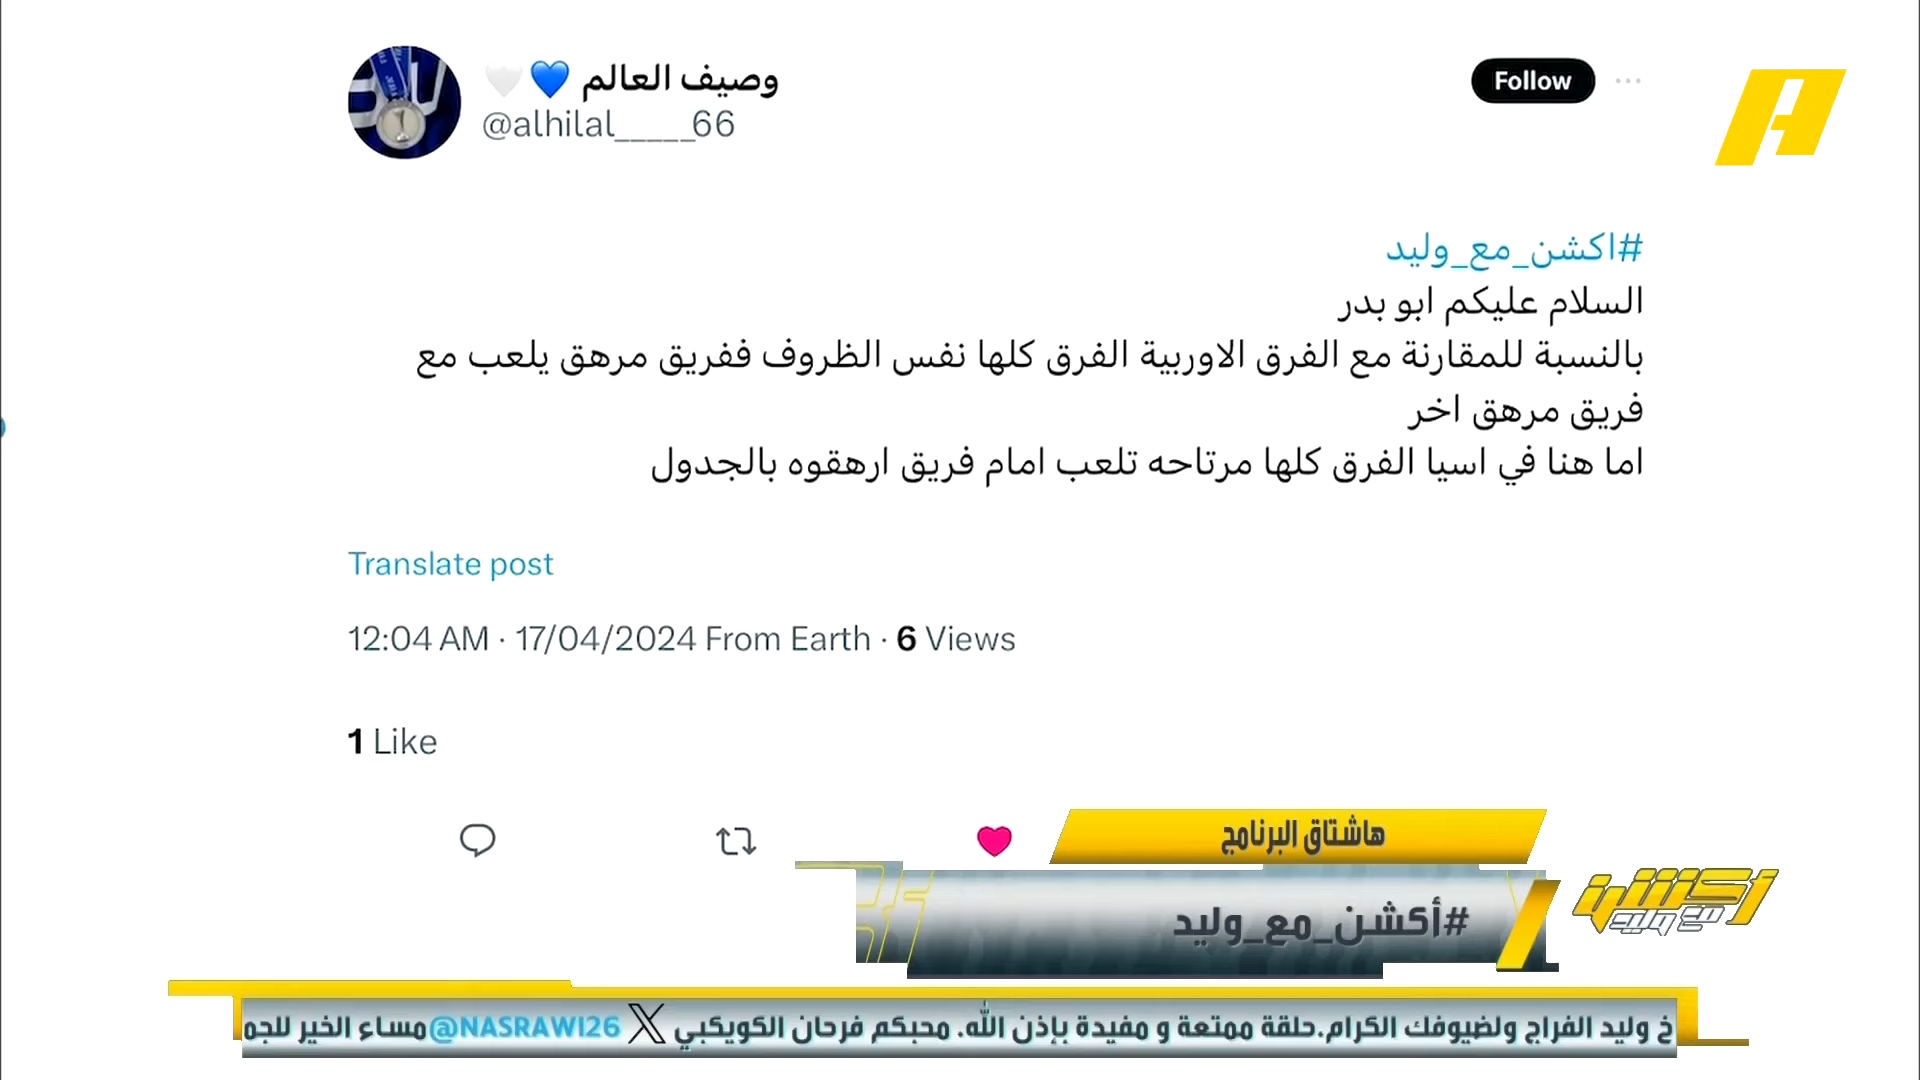 وصيف العالم 💙🤍
@alhilal_____66
Follow
#اكشن_مع_وليد
السلام عليكم ابو بدر
بالنسبة للمقارنة مع الفرق الاوربية الفرق كلها نفس الظروف ففريق مرهق يلعب مع
فريق مرهق اخر
اما هنا في اسيا الفرق كلها مرتاحه تلعب امام فريق ارهقوه بالجدول
Translate post
12:04 AM · 17/04/2024 From Earth · 6 Views
1 Like
هاشتاق البرنامج
#أكشن_مع_وليد
أكشن مع وليد
خ وليد الفراج ولضيوفك الكرام.حلقة ممتعة و مفيدة بإذن الله. محبكم فرحان الكويكبي X @NASRAWI26 مساء الخير للجم